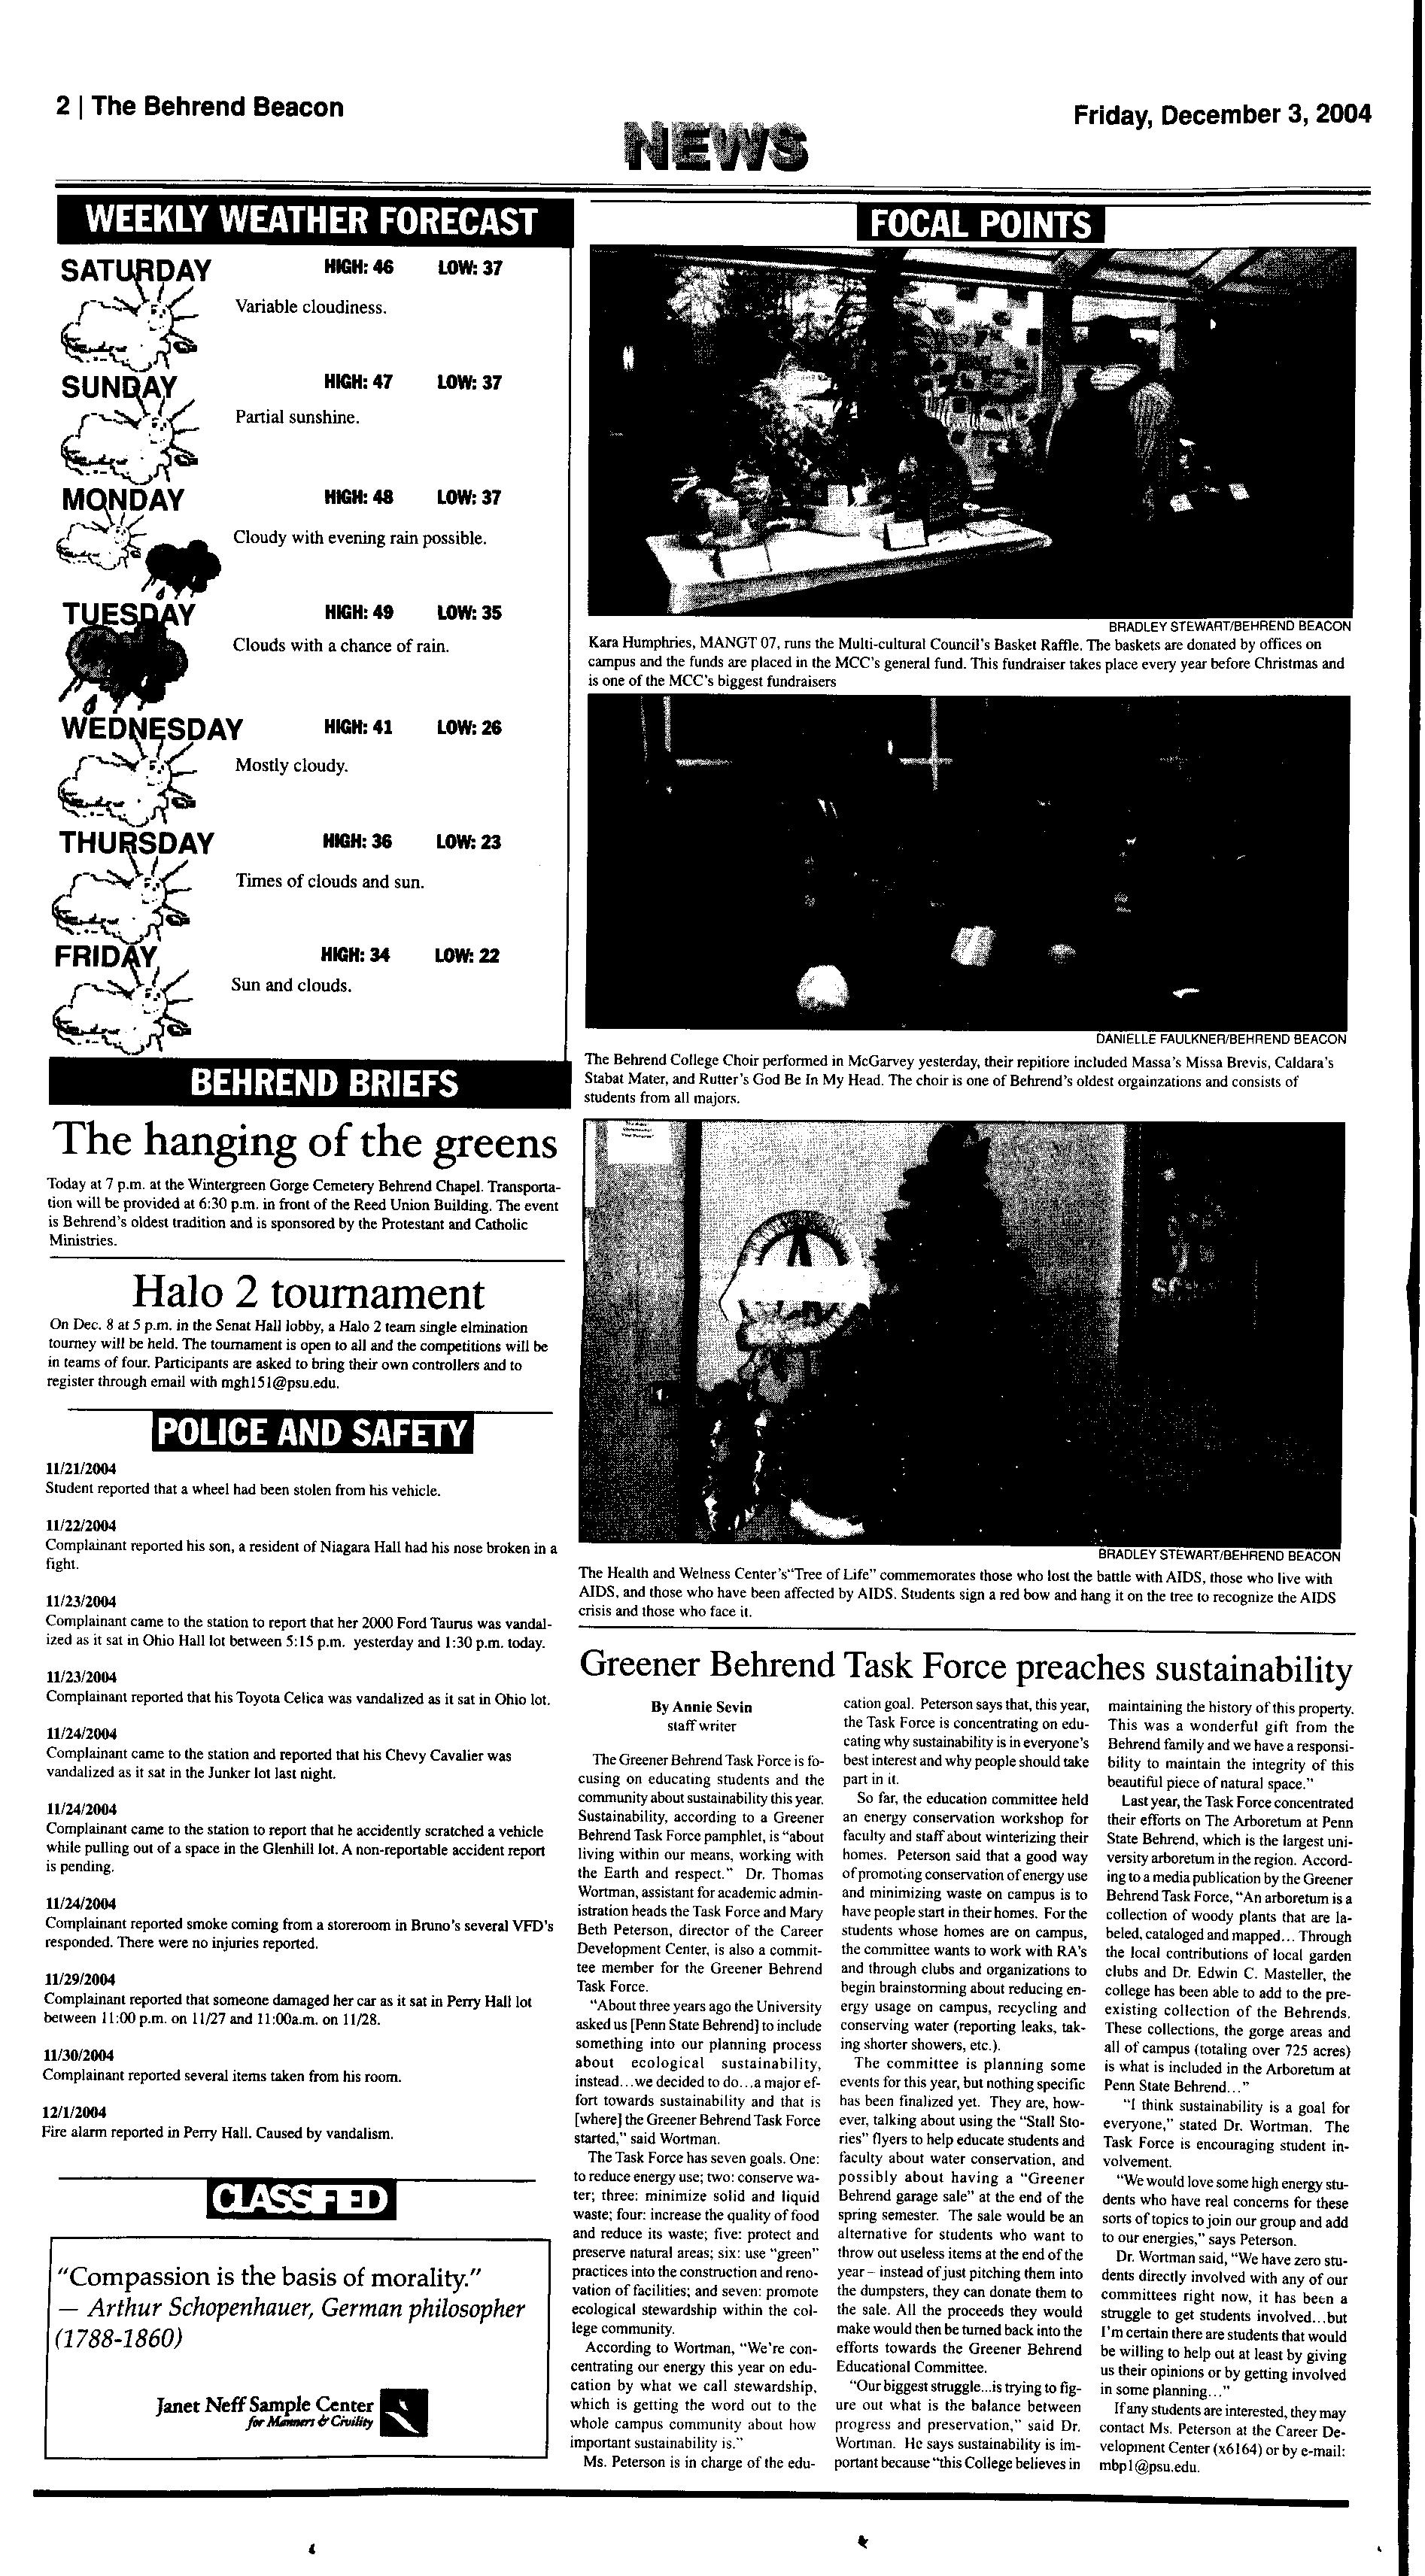 2 | The Behrend Beacon
NEWS
Friday, December 3, 2004
WEEKLY WEATHER FORECAST
SATURDAY HIGH: 46 LOW: 37
Variable cloudiness.
SUNDAY HIGH: 47 LOW: 37
Partial sunshine.
MONDAY HIGH: 48 LOW: 37
Cloudy with evening rain possible.
TUESDAY HIGH: 49 LOW: 35
Clouds with a chance of rain.
WEDNESDAY HIGH: 41 LOW: 26
Mostly cloudy.
THURSDAY HIGH: 36 LOW: 23
Times of clouds and sun.
FRIDAY HIGH: 34 LOW: 22
Sun and clouds.
BEHREND BRIEFS
The hanging of the greens
Today at 7 p.m. at the Wintergreen Gorge Cemetery Behrend Chapel. Transporta-
tion will be provided at 6:30 p.m. in front of the Reed Union Building. The event
is Behrend's oldest tradition and is sponsored by the Protestant and Catholic
Ministries.
Halo 2 tournament
On Dec. 8 at 5 p.m. in the Senat Hall lobby, a Halo 2 team single elmination
tourney will be held. The tournament is open to all and the competitions will be
in teams of four. Participants are asked to bring their own controllers and to
register through email with mgh151@psu.edu.
POLICE AND SAFETY
11/21/2004
Student reported that a wheel had been stolen from his vehicle.
11/22/2004
Complainant reported his son, a resident of Niagara Hall had his nose broken in a
fight.
11/23/2004
Complainant came to the station to report that her 2000 Ford Taurus was vandal-
ized as it sat in Ohio Hall lot between 5:15 p.m. yesterday and 1:30 p.m. today.
11/23/2004
Complainant reported that his Toyota Celica was vandalized as it sat in Ohio lot.
11/24/2004
Complainant came to the station and reported that his Chevy Cavalier was
vandalized as it sat in the Junker lot last night.
11/24/2004
Complainant came to the station to report that he accidently scratched a vehicle
while pulling out of a space in the Glenhill lot. A non-reportable accident report
is pending.
11/24/2004
Complainant reported smoke coming from a storeroom in Bruno's several VFD's
responded. There were no injuries reported.
11/29/2004
Complainant reported that someone damaged her car as it sat in Perry Hall lot
between 11:00 p.m. on 11/27 and 11:00a.m. on 11/28.
11/30/2004
Complainant reported several items taken from his room.
12/1/2004
Fire alarm reported in Perry Hall. Caused by vandalism.
CLASSFIED
"Compassion is the basis of morality."
— Arthur Schopenhauer, German philosopher
(1788-1860)
Janet Neff Sample Center
for Manners & Civility
FOCAL POINTS
BRADLEY STEWART/BEHREND BEACON
Kara Humphries, MANGT 07, runs the Multi-cultural Council's Basket Raffle. The baskets are donated by offices on
campus and the funds are placed in the MCC's general fund. This fundraiser takes place every year before Christmas and
is one of the MCC's biggest fundraisers
DANIELLE FAULKNER/BEHREND BEACON
The Behrend College Choir performed in McGarvey yesterday, their repitiore included Massa's Missa Brevis, Caldara's
Stabat Mater, and Rutter's God Be In My Head. The choir is one of Behrend's oldest orgainzations and consists of
students from all majors.
BRADLEY STEWART/BEHREND BEACON
The Health and Welness Center's"Tree of Life" commemorates those who lost the battle with AIDS, those who live with
AIDS, and those who have been affected by AIDS. Students sign a red bow and hang it on the tree to recognize the AIDS
crisis and those who face it.
Greener Behrend Task Force preaches sustainability
By Annie Sevin
staff writer
The Greener Behrend Task Force is fo-
cusing on educating students and the
community about sustainability this year.
Sustainability, according to a Greener
Behrend Task Force pamphlet, is "about
living within our means, working with
the Earth and respect." Dr. Thomas
Wortman, assistant for academic admin-
istration heads the Task Force and Mary
Beth Peterson, director of the Career
Development Center, is also a commit-
tee member for the Greener Behrend
Task Force.
"About three years ago the University
asked us [Penn State Behrend] to include
something into our planning process
about ecological sustainability,
instead...we decided to do...a major ef-
fort towards sustainability and that is
[where] the Greener Behrend Task Force
started," said Wortman.
The Task Force has seven goals. One:
to reduce energy use; two: conserve wa-
ter; three: minimize solid and liquid
waste; four: increase the quality of food
and reduce its waste; five: protect and
preserve natural areas; six: use "green"
practices into the construction and reno-
vation of facilities; and seven: promote
ecological stewardship within the col-
lege community.
According to Wortman, "We're con-
centrating our energy this year on edu-
cation by what we call stewardship,
which is getting the word out to the
whole campus community about how
important sustainability is."
Ms. Peterson is in charge of the edu-
cation goal. Peterson says that, this year,
the Task Force is concentrating on edu-
cating why sustainability is in everyone's
best interest and why people should take
part in it.
So far, the education committee held
an energy conservation workshop for
faculty and staff about winterizing their
homes. Peterson said that a good way
of promoting conservation of energy use
and minimizing waste on campus is to
have people start in their homes. For the
students whose homes are on campus,
the committee wants to work with RA's
and through clubs and organizations to
begin brainstorming about reducing en-
ergy usage on campus, recycling and
conserving water (reporting leaks, tak-
ing shorter showers, etc.).
The committee is planning some
events for this year, but nothing specific
has been finalized yet. They are, how-
ever, talking about using the "Stall Sto-
ries" flyers to help educate students and
faculty about water conservation, and
possibly about having a "Greener
Behrend garage sale" at the end of the
spring semester. The sale would be an
alternative for students who want to
throw out useless items at the end of the
year – instead of just pitching them into
the dumpsters, they can donate them to
the sale. All the proceeds they would
make would then be turned back into the
efforts towards the Greener Behrend
Educational Committee.
"Our biggest struggle...is trying to fig-
ure out what is the balance between
progress and preservation," said Dr.
Wortman. He says sustainability is im-
portant because "this College believes in
maintaining the history of this property.
This was a wonderful gift from the
Behrend family and we have a responsi-
bility to maintain the integrity of this
beautiful piece of natural space."
Last year, the Task Force concentrated
their efforts on The Arboretum at Penn
State Behrend, which is the largest uni-
versity arboretum in the region. Accord-
ing to a media publication by the Greener
Behrend Task Force, "An arboretum is a
collection of woody plants that are la-
beled, cataloged and mapped... Through
the local contributions of local garden
clubs and Dr. Edwin C. Masteller, the
college has been able to add to the pre-
existing collection of the Behrends.
These collections, the gorge areas and
all of campus (totaling over 725 acres)
is what is included in the Arboretum at
Penn State Behrend..."
"I think sustainability is a goal for
everyone," stated Dr. Wortman. The
Task Force is encouraging student in-
volvement.
"We would love some high energy stu-
dents who have real concerns for these
sorts of topics to join our group and add
to our energies," says Peterson.
Dr. Wortman said, "We have zero stu-
dents directly involved with any of our
committees right now, it has been a
struggle to get students involved...but
I'm certain there are students that would
be willing to help out at least by giving
us their opinions or by getting involved
in some planning..."
If any students are interested, they may
contact Ms. Peterson at the Career De-
velopment Center (x6164) or by e-mail:
mbp1@psu.edu.